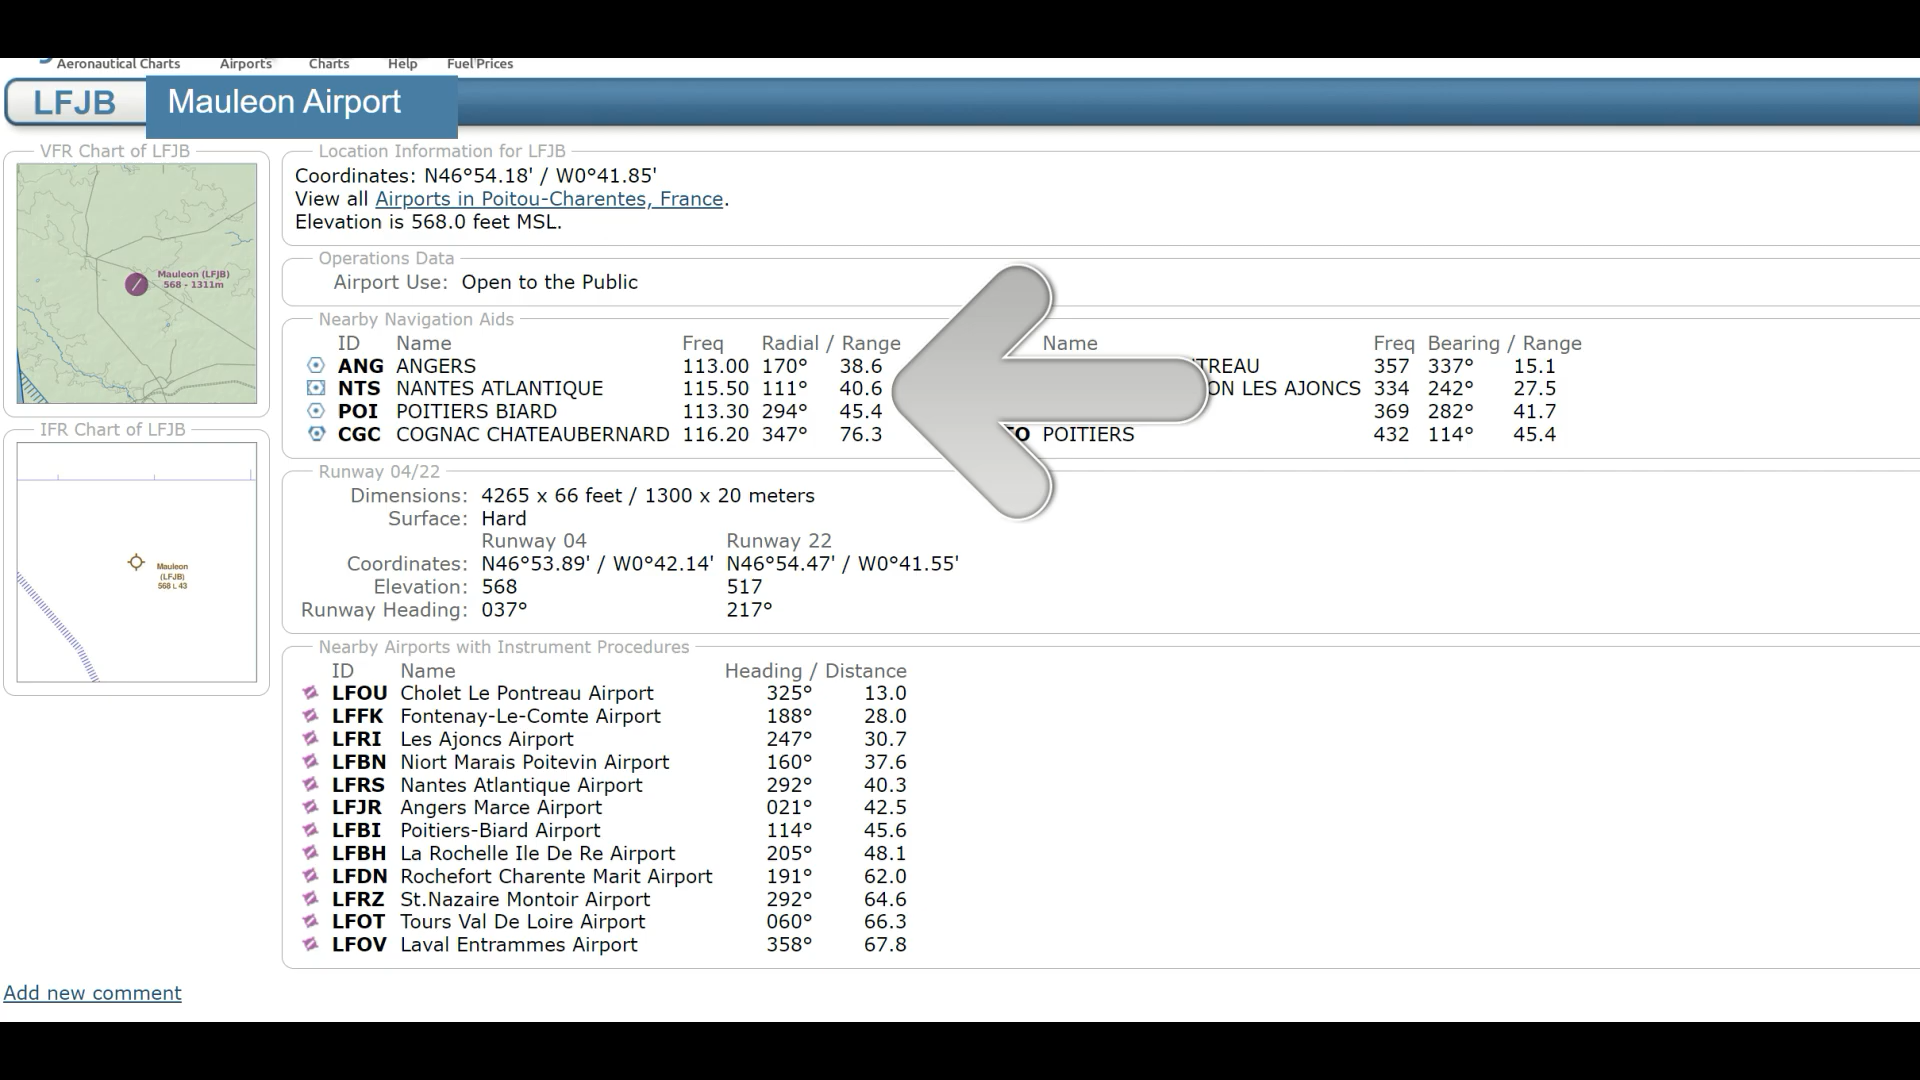 Aeronautical Charts Airports Charts Help Fuel Prices
LFJB Mauleon Airport
VFR Chart of LFJB
Mauleon (LFJB)
568 - 1311m
IFR Chart of LFJB
Mauleon
(LFJB)
568 L 43
Location Information for LFJB
Coordinates: N46°54.18' / W0°41.85'
View all Airports in Poitou-Charentes, France.
Elevation is 568.0 feet MSL.
Operations Data
Airport Use: Open to the Public
Nearby Navigation Aids
ID Name Freq Radial / Range Name Freq Bearing / Range
ANG ANGERS 113.00 170° 38.6 TREAU 357 337° 15.1
NTS NANTES ATLANTIQUE 115.50 111° 40.6 ON LES AJONCS 334 242° 27.5
POI POITIERS BIARD 113.30 294° 45.4 369 282° 41.7
CGC COGNAC CHATEAUBERNARD 116.20 347° 76.3 O POITIERS 432 114° 45.4
Runway 04/22
Dimensions: 4265 x 66 feet / 1300 x 20 meters
Surface: Hard
Runway 04 Runway 22
Coordinates: N46°53.89' / W0°42.14' N46°54.47' / W0°41.55'
Elevation: 568 517
Runway Heading: 037° 217°
Nearby Airports with Instrument Procedures
ID Name Heading / Distance
LFOU Cholet Le Pontreau Airport 325° 13.0
LFFK Fontenay-Le-Comte Airport 188° 28.0
LFRI Les Ajoncs Airport 247° 30.7
LFBN Niort Marais Poitevin Airport 160° 37.6
LFRS Nantes Atlantique Airport 292° 40.3
LFJR Angers Marce Airport 021° 42.5
LFBI Poitiers-Biard Airport 114° 45.6
LFBH La Rochelle Ile De Re Airport 205° 48.1
LFDN Rochefort Charente Marit Airport 191° 62.0
LFRZ St.Nazaire Montoir Airport 292° 64.6
LFOT Tours Val De Loire Airport 060° 66.3
LFOV Laval Entrammes Airport 358° 67.8
Add new comment